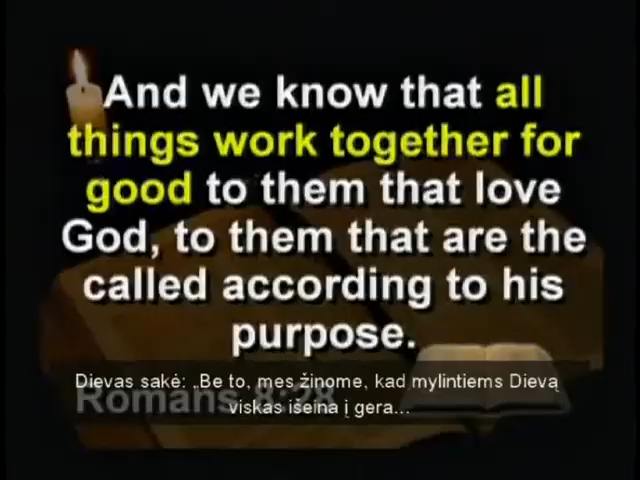 And we know that all
things work together for
good to them that love
God, to them that are the
called according to his
purpose.
Romans 8:28
Dievas sakė: „Be to, mes žinome, kad mylintiems Dievą
viskas išeina į gera...